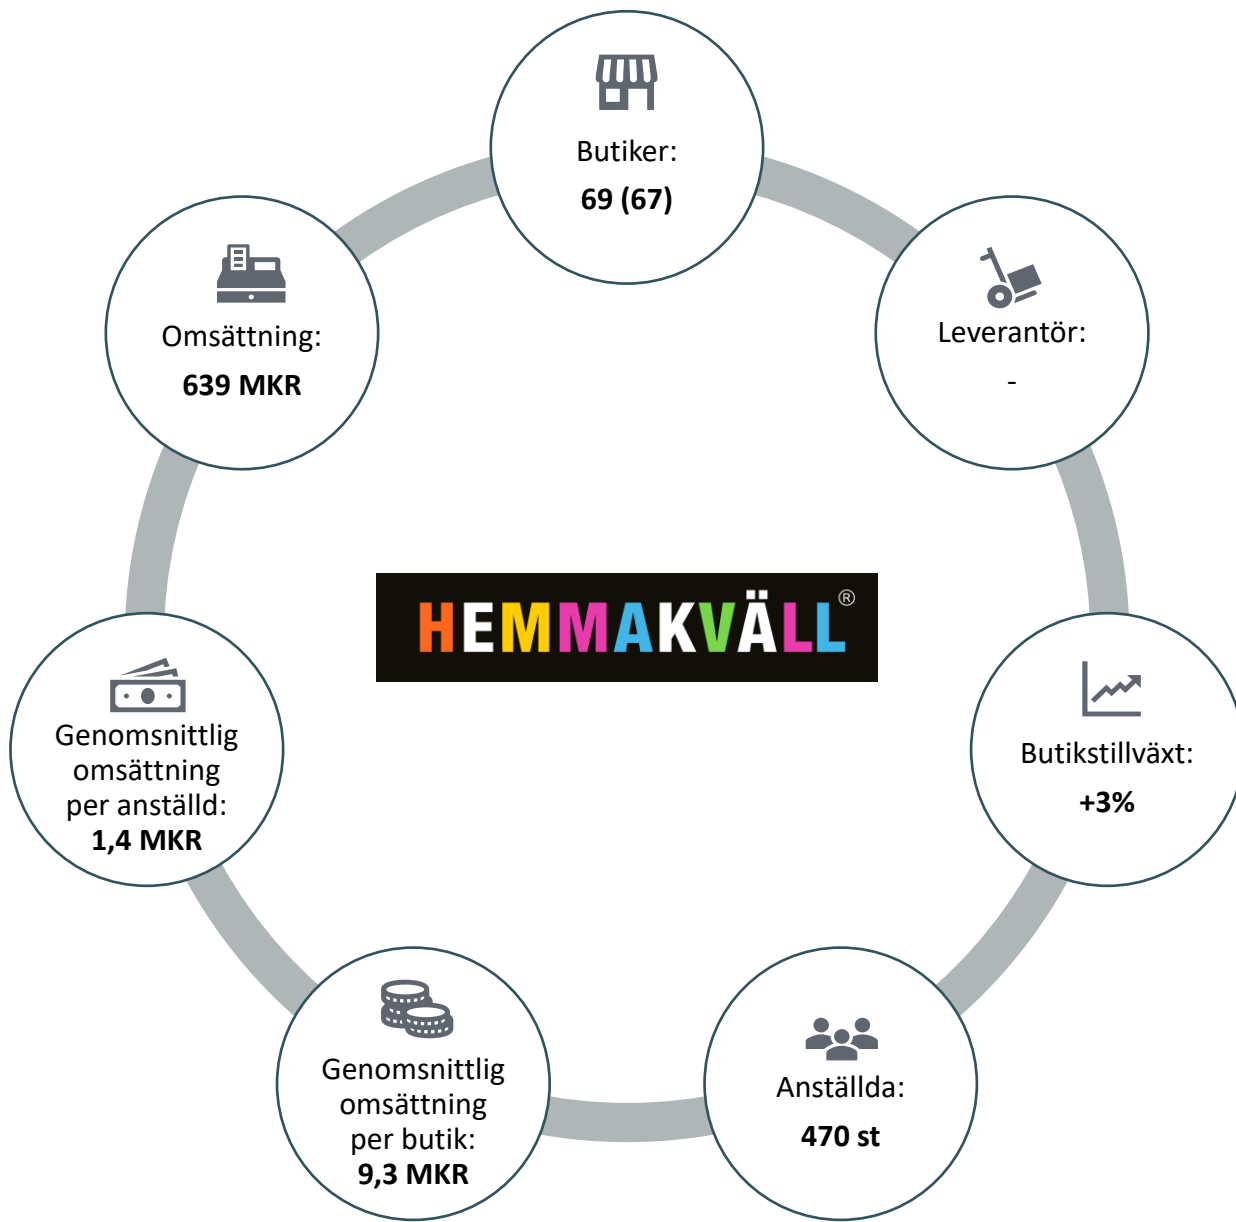 Butiker:
69 (67)
Omsättning:
639 MKR
Leverantör:
-
HEMMAKVÄLL®
Genomsnittlig
omsättning
per anställd:
1,4 MKR
Butikstillväxt:
+3%
Genomsnittlig
omsättning
per butik:
9,3 MKR
Anställda:
470 st